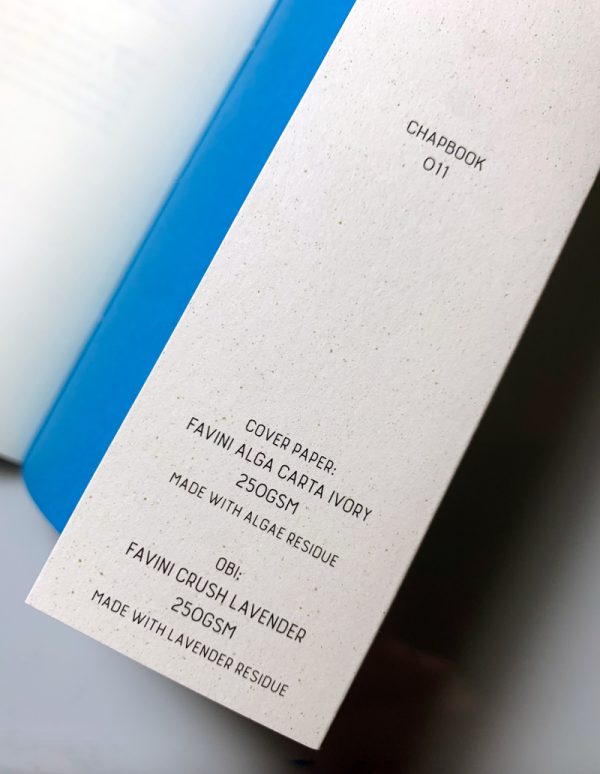 CHAPBOOK
011
COVER PAPER:
FAVINI ALGA CARTA IVORY
250GSM
MADE WITH ALGAE RESIDUE
OBI:
FAVINI CRUSH LAVENDER
250GSM
MADE WITH LAVENDER RESIDUE